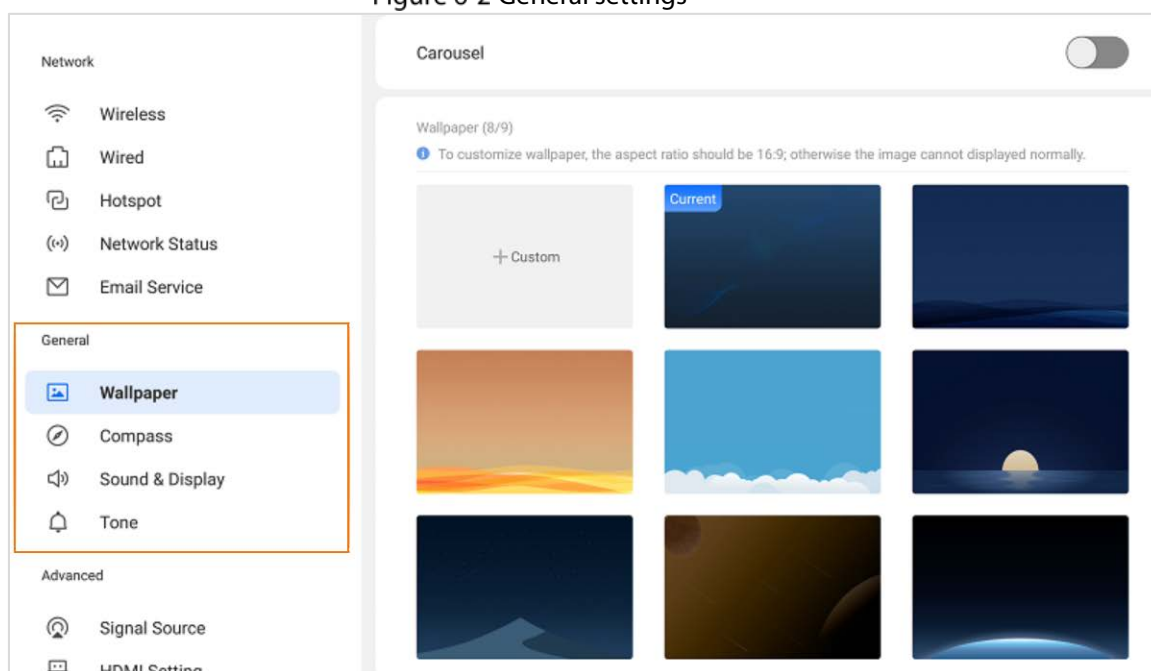 Figure 6-2 General settings
Network
Wireless
Wired
Hotspot
Network Status
Email Service
General
Wallpaper
Compass
Sound & Display
Tone
Advanced
Signal Source
HDMI Setting
Carousel
Wallpaper (8/9)
To customize wallpaper, the aspect ratio should be 16:9; otherwise the image cannot displayed normally.
+ Custom
Current